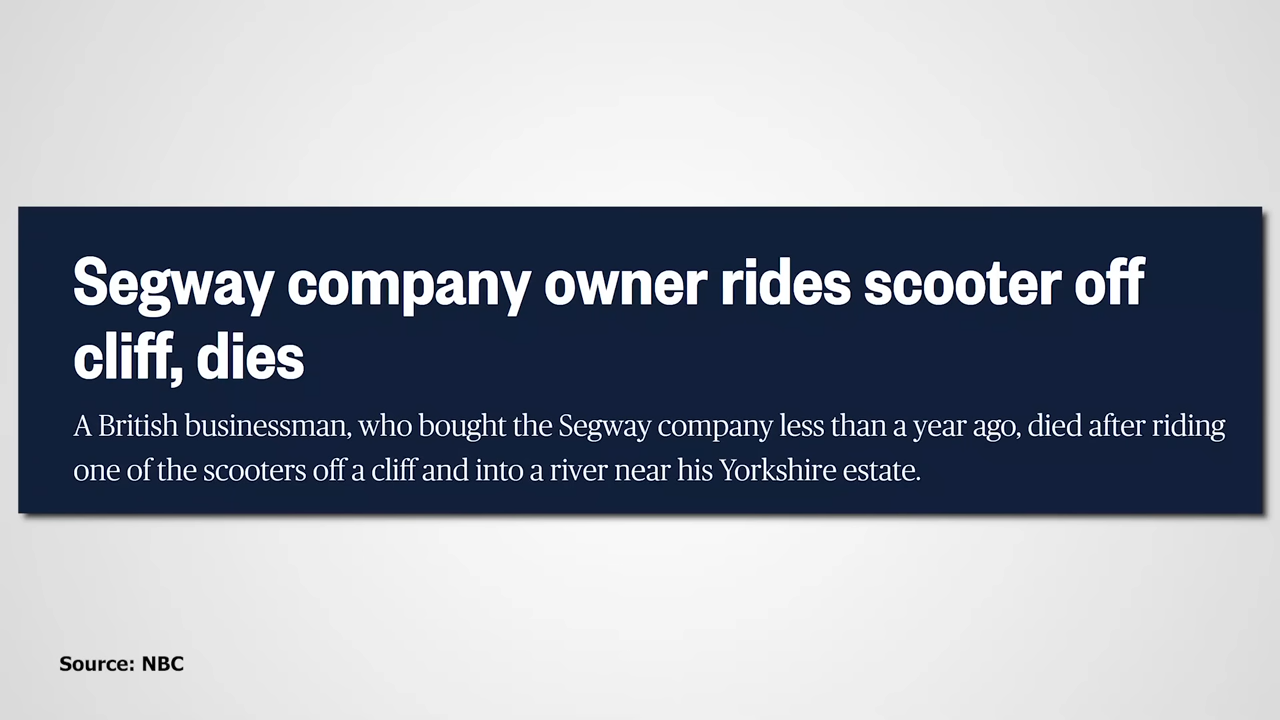 Segway company owner rides scooter off
cliff, dies
A British businessman, who bought the Segway company less than a year ago, died after riding
one of the scooters off a cliff and into a river near his Yorkshire estate.
Source: NBC